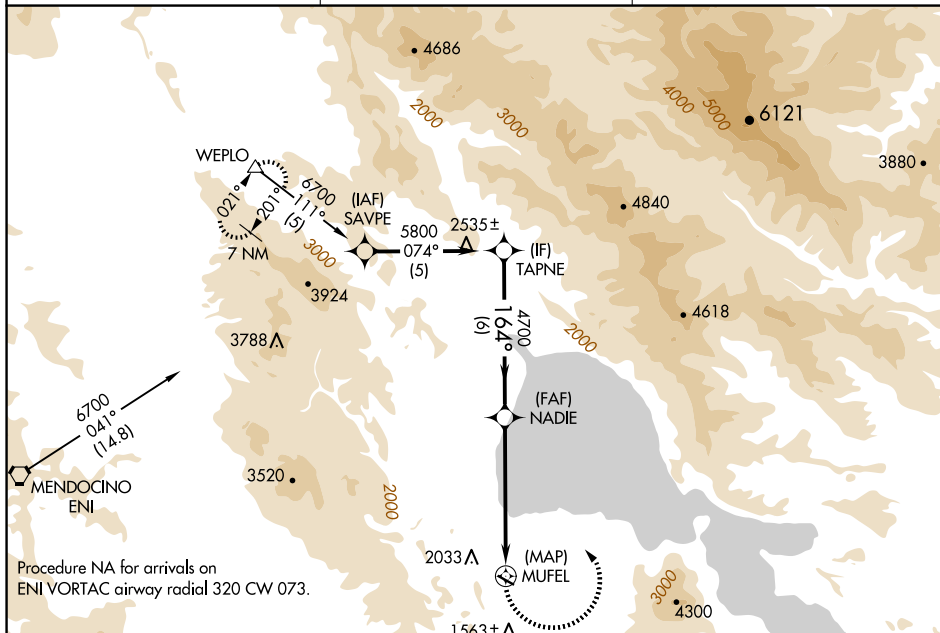 4686
2000
3000
4000
5000
6121
3880
WEPLO
021°
201°
7 NM
6700
111°
(5)
(IAF)
SAVPE
3000
5800
074°
(5)
2535±
(IF)
TAPNE
4840
3924
3788
4700
164°
(6)
2000
4618
(FAF)
NADIE
6700
041°
(14.8)
MENDOCINO
ENI
3520
2000
2033
(MAP)
MUFEL
3000
4300
1563±
Procedure NA for arrivals on
ENI VORTAC airway radial 320 CW 073.